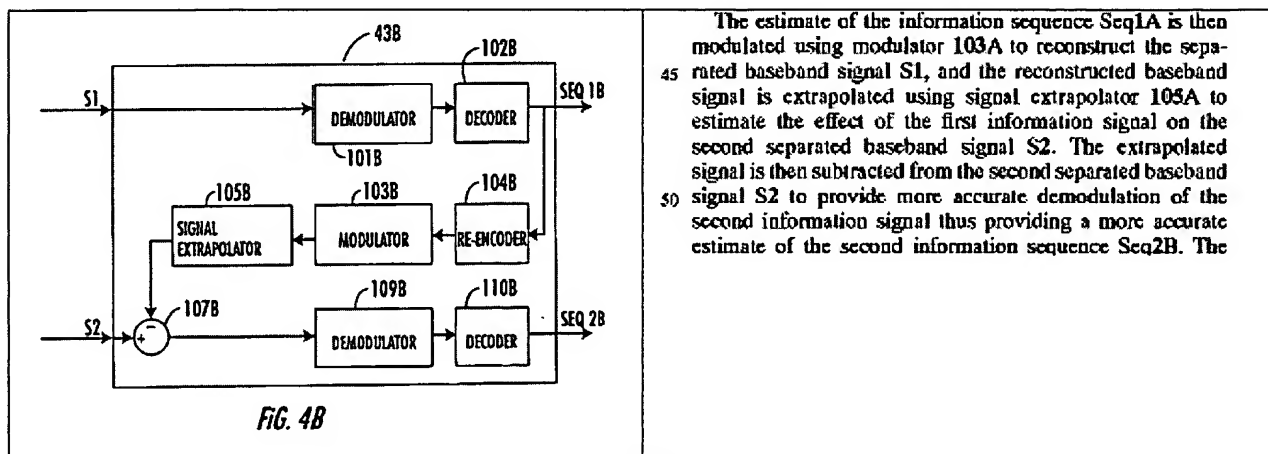 43B
102B
S1
DEMODULATOR
DECODER
SEQ 1B
101B
105B
103B
104B
SIGNAL
EXTRAPOLATOR
MODULATOR
RE-ENCODER
107B
109B
110B
S2
DEMODULATOR
DECODER
SEQ 2B
FIG. 4B
The estimate of the information sequence Seq1A is then
modulated using modulator 103A to reconstruct the sepa-
45 rated baseband signal S1, and the reconstructed baseband
signal is extrapolated using signal extrapolator 105A to
estimate the effect of the first information signal on the
second separated baseband signal S2. The extrapolated
signal is then subtracted from the second separated baseband
50 signal S2 to provide more accurate demodulation of the
second information signal thus providing a more accurate
estimate of the second information sequence Seq2B. The